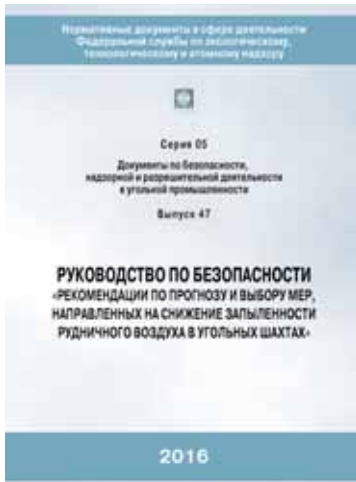 Нормативные документы в сфере деятельности
Федеральной службы по экологическому,
технологическому и атомному надзору
Серия 05
Документы по безопасности,
надзорной и разрешительной деятельности
в угольной промышленности
Выпуск 47
РУКОВОДСТВО ПО БЕЗОПАСНОСТИ
«РЕКОМЕНДАЦИИ ПО ПРОГНОЗУ И ВЫБОРУ МЕР,
НАПРАВЛЕННЫХ НА СНИЖЕНИЕ ЗАПЫЛЕННОСТИ
РУДНИЧНОГО ВОЗДУХА В УГОЛЬНЫХ ШАХТАХ»
2016